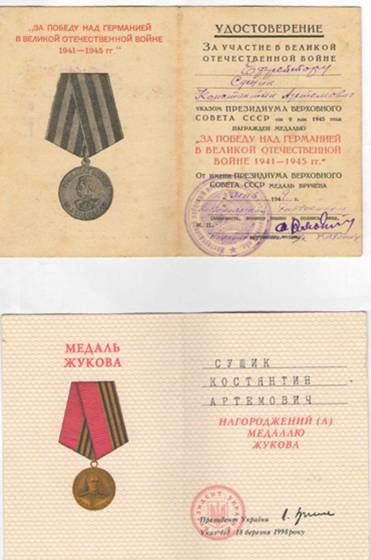 „ЗА ПОБЕДУ НАД ГЕРМАНИЕЙ
В ВЕЛИКОЙ ОТЕЧЕСТВЕННОЙ ВОЙНЕ
1941—1945 гг."
УДОСТОВЕРЕНИЕ
ЗА УЧАСТИЕ В ВЕЛИКОЙ
ОТЕЧЕСТВЕННОЙ ВОЙНЕ
Ефрейтору
Сущик
Константин Артемович
УКАЗОМ ПРЕЗИДИУМА ВЕРХОВНОГО
СОВЕТА СССР от 9 мая 1945 года
НАГРАЖДЕН МЕДАЛЬЮ
"ЗА ПОБЕДУ НАД ГЕРМАНИЕЙ
В ВЕЛИКОЙ ОТЕЧЕСТВЕННОЙ
ВОЙНЕ 1941—1945 гг."
От имени ПРЕЗИДИУМА ВЕРХОВНОГО
СОВЕТА СССР МЕДАЛЬ ВРУЧЕНА
194 г.
М. П.
МЕДАЛЬ
ЖУКОВА
СУЩИК
КОСТЯНТИН
АРТЕМОВИЧ
НАГОРОДЖЕНИЙ (А)
МЕДАЛЛЮ
ЖУКОВА
Президент України
Указ від 18 березня 1998 року